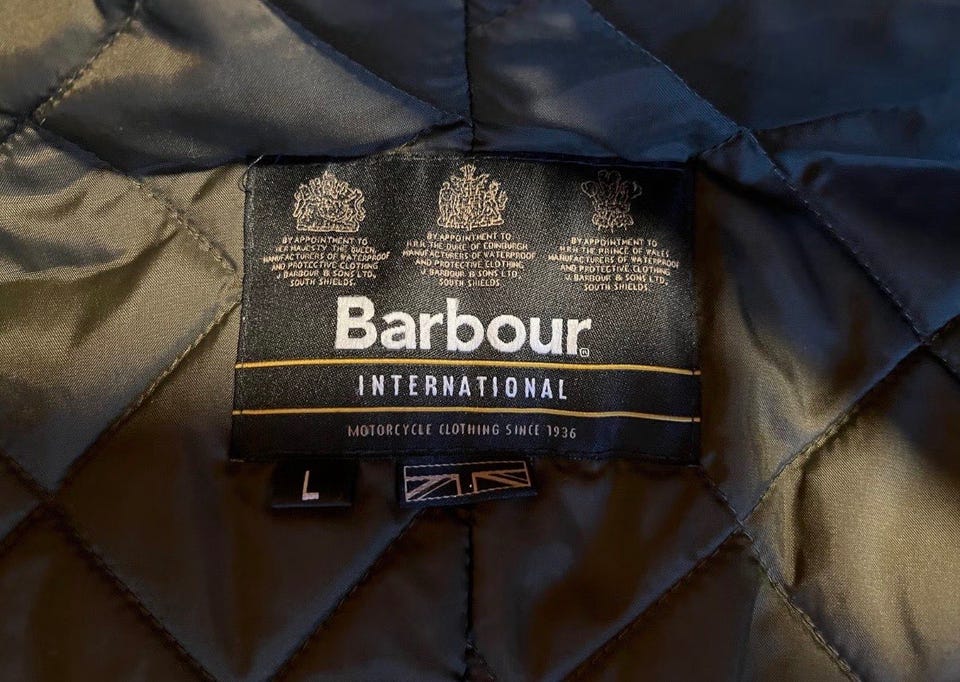 BY APPOINTMENT TO
HER MAJESTY THE QUEEN
MANUFACTURERS OF WATERPROOF
AND PROTECTIVE CLOTHING
J. BARBOUR & SONS LTD.
SOUTH SHIELDS.
BY APPOINTMENT TO
H.R.H. THE DUKE OF EDINBURGH
MANUFACTURERS OF WATERPROOF
AND PROTECTIVE CLOTHING
J. BARBOUR & SONS LTD.
SOUTH SHIELDS
BY APPOINTMENT TO
H.R.H. THE PRINCE OF WALES
MANUFACTURERS OF WATERPROOF
AND PROTECTIVE CLOTHING
J. BARBOUR & SONS LTD.
SOUTH SHIELDS.
Barbour®
INTERNATIONAL
MOTORCYCLE CLOTHING SINCE 1936
L